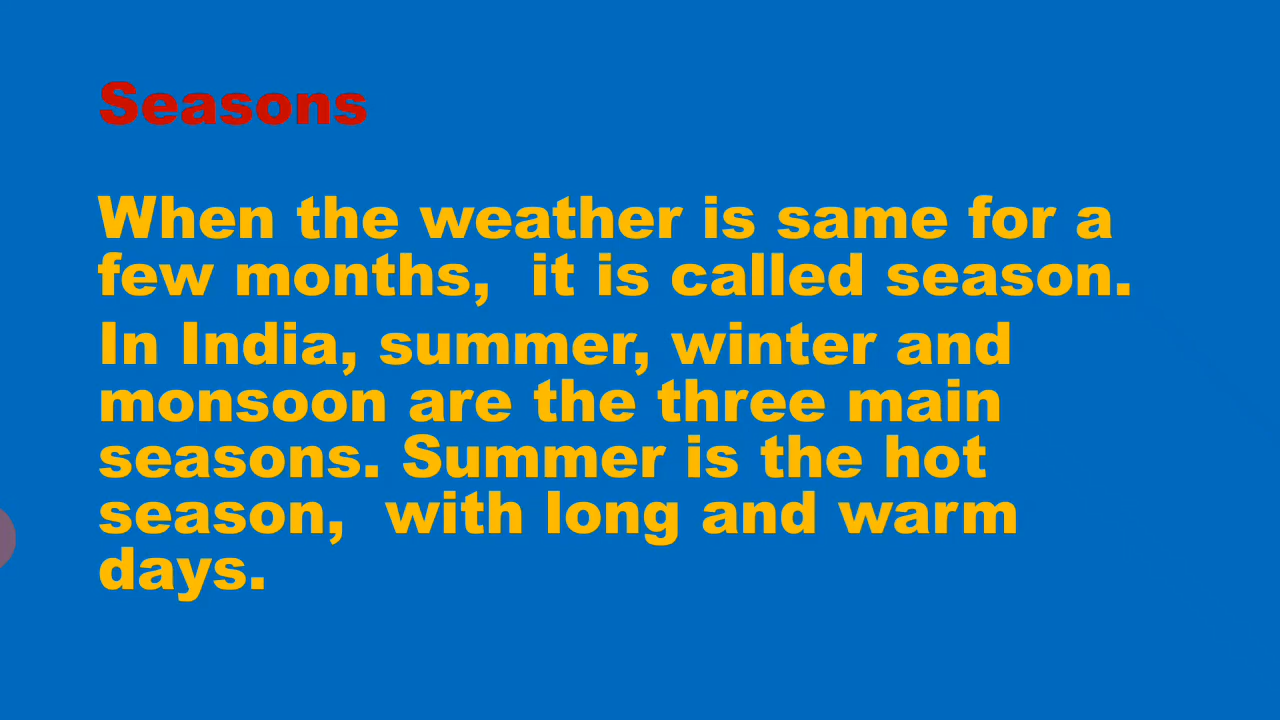 Seasons
When the weather is same for a
few months,  it is called season.
In India, summer, winter and
monsoon are the three main
seasons. Summer is the hot
season,  with long and warm
days.